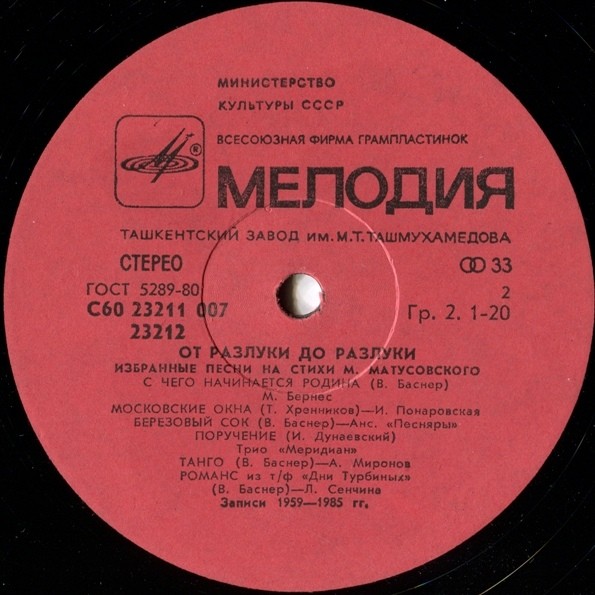 МИНИСТЕРСТВО
КУЛЬТУРЫ СССР
ВСЕСОЮЗНАЯ ФИРМА ГРАМПЛАСТИНОК
® МЕЛОДИЯ
ТАШКЕНТСКИЙ ЗАВОД ИМ. М.Т.ТАШМУХАМЕДОВА
СТЕРЕО 33
ГОСТ 5289-80 2
С60 23211 007 Гр. 2. 1-20
23212
ОТ РАЗЛУКИ ДО РАЗЛУКИ
ИЗБРАННЫЕ ПЕСНИ НА СТИХИ М. МАТУСОВСКОГО
С ЧЕГО НАЧИНАЕТСЯ РОДИНА (В. Баснер)
М. Бернес
МОСКОВСКИЕ ОКНА (Т. Хренников)—И. Понаровская
БЕРЕЗОВЫЙ СОК (В. Баснер)—Анс. «Песняры»
ПОРУЧЕНИЕ (И. Дунаевский)
Трио «Меридиан»
ТАНГО (В. Баснер)—А. Миронов
РОМАНС из т/ф «Дни Турбиных»
(В. Баснер)—Л. Сенчина
Записи 1959—1985 гг.